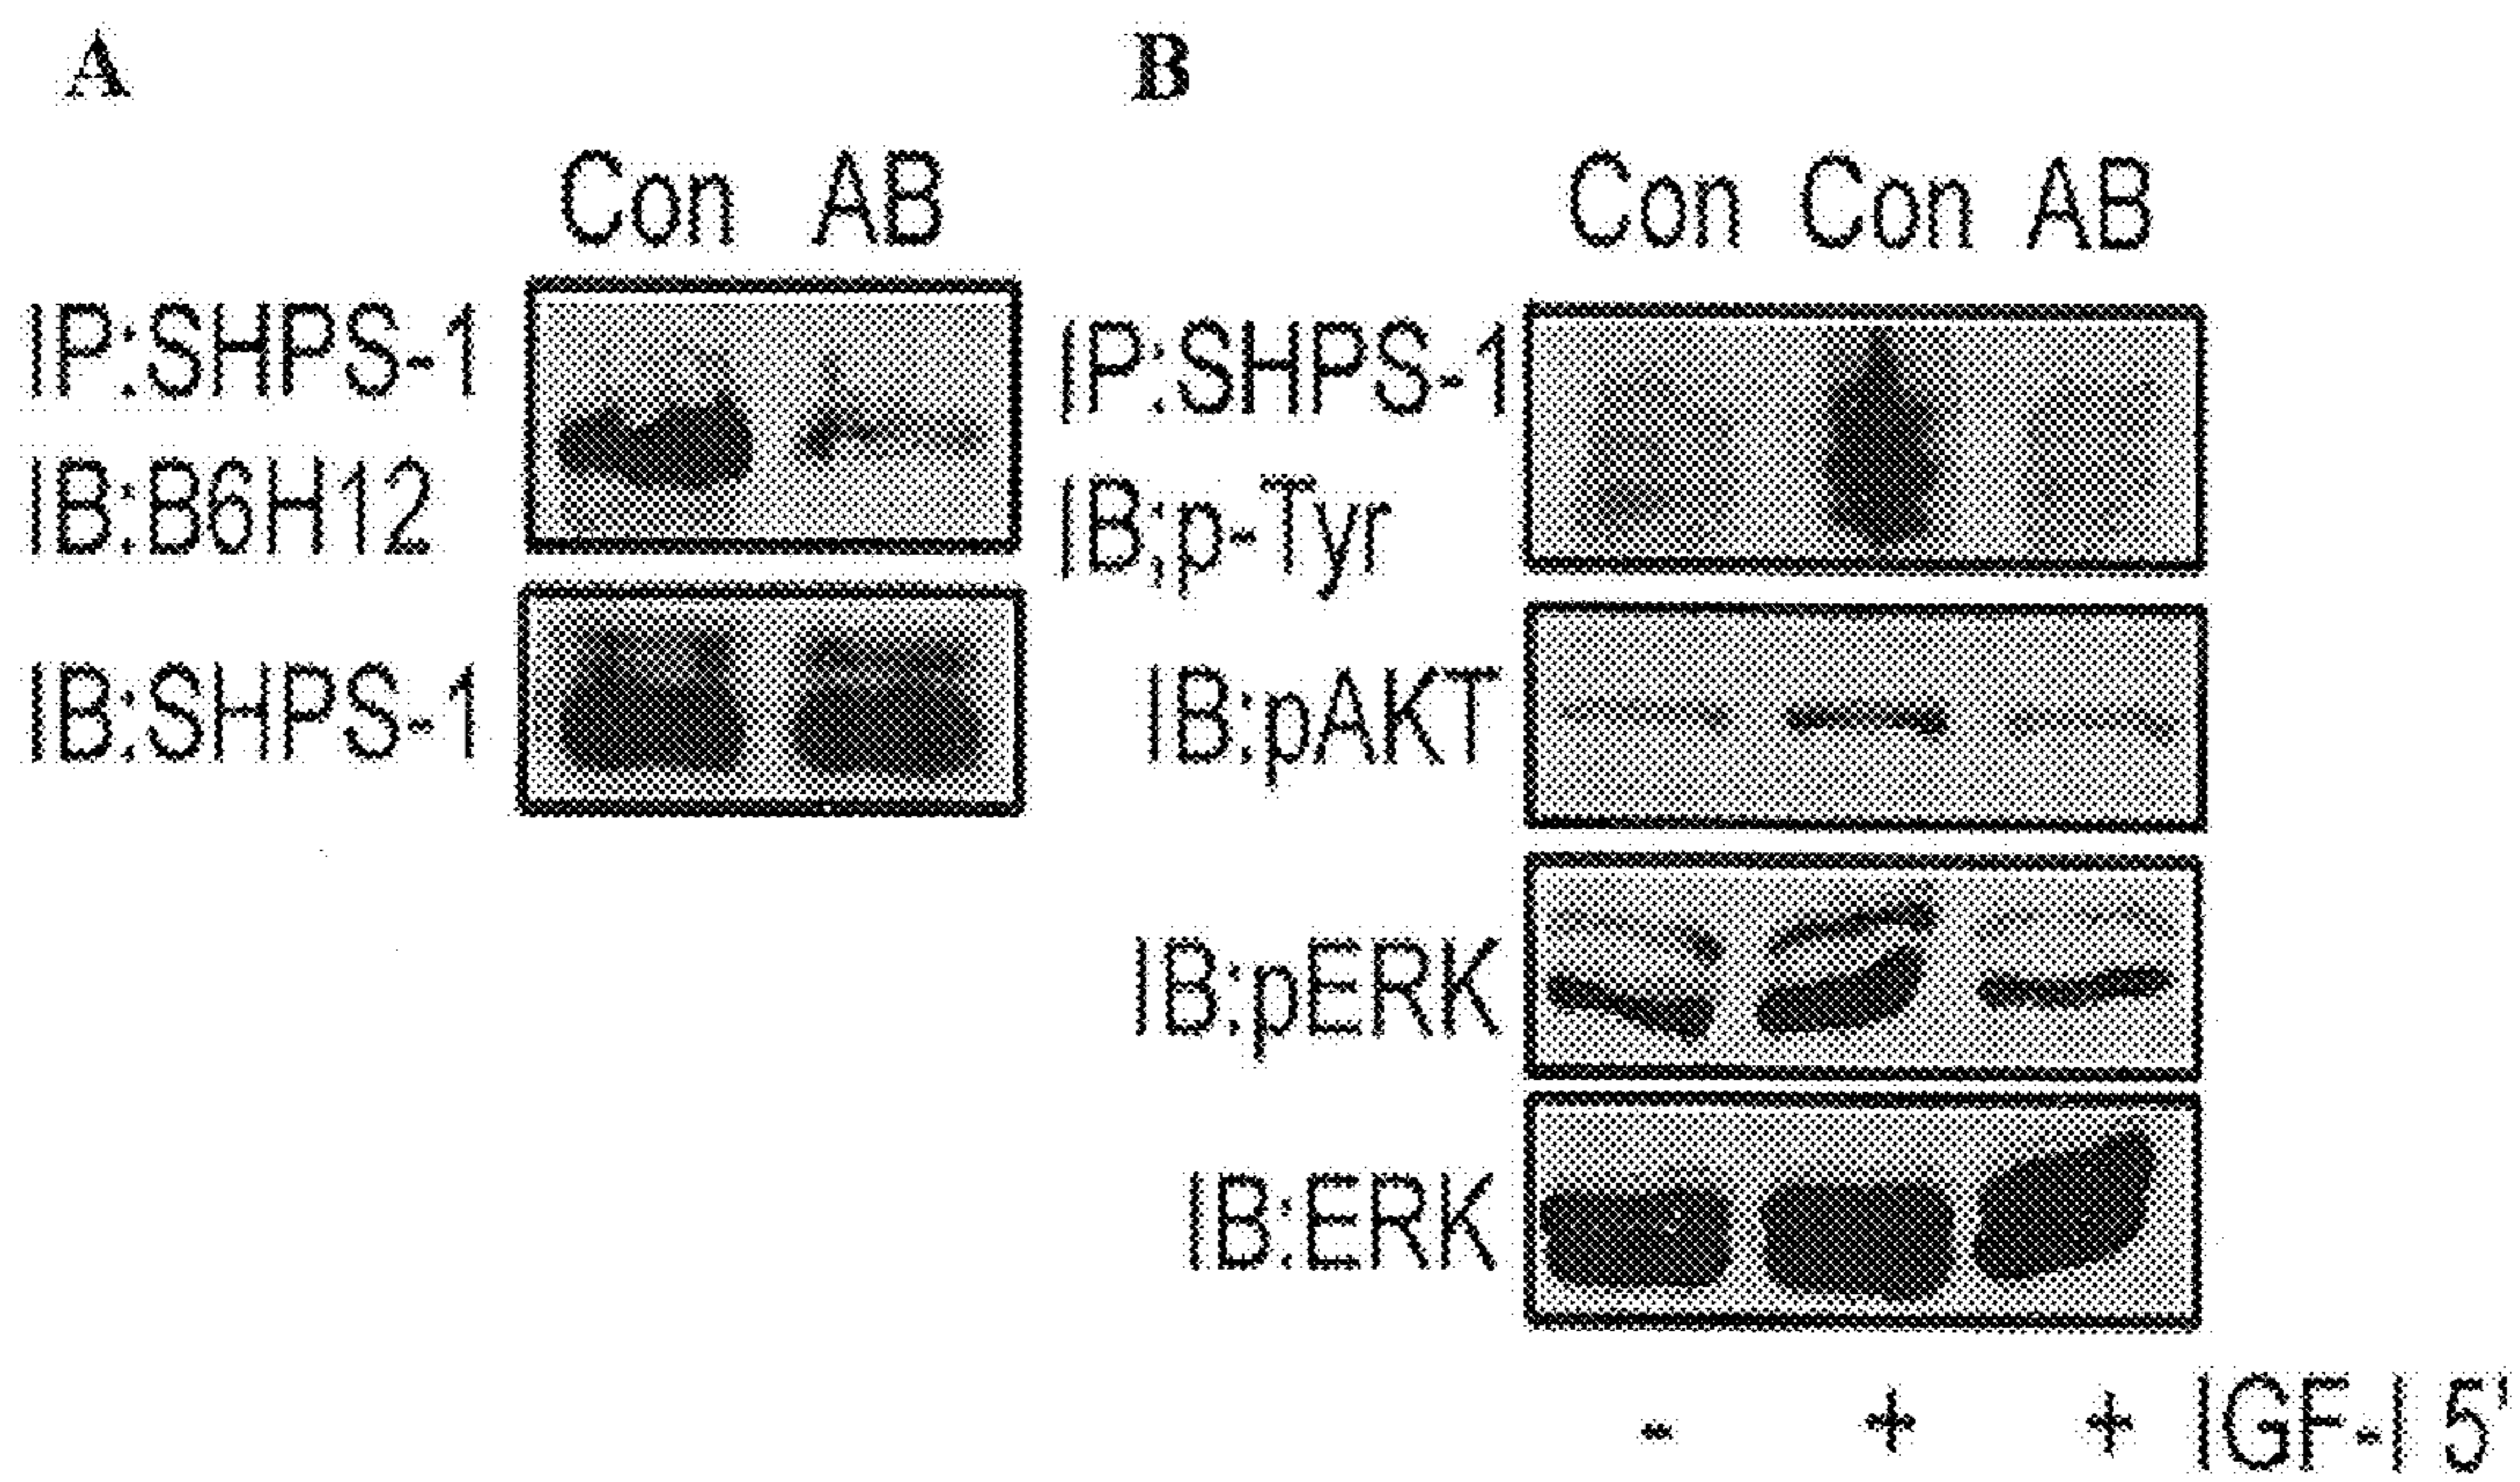 A
Con AB
IP:SHPS-1
IB:B6H12
IB:SHPS-1
B
Con Con AB
IP:SHPS-1
IB;p-Tyr
IB:pAKT
IB:pERK
IB:ERK
- + + IGF-I 5'